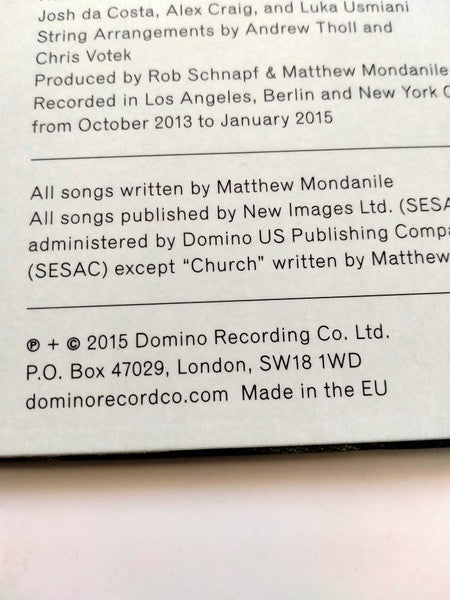 Josh da Costa, Alex Craig, and Luka Usmiani
String Arrangements by Andrew Tholl and
Chris Votek
Produced by Rob Schnapf & Matthew Mondanile
Recorded in Los Angeles, Berlin and New York
from October 2013 to January 2015
All songs written by Matthew Mondanile
All songs published by New Images Ltd. (SESA
administered by Domino US Publishing Compa
(SESAC) except “Church” written by Matthew
℗ + © 2015 Domino Recording Co. Ltd.
P.O. Box 47029, London, SW18 1WD
dominorecordco.com Made in the EU